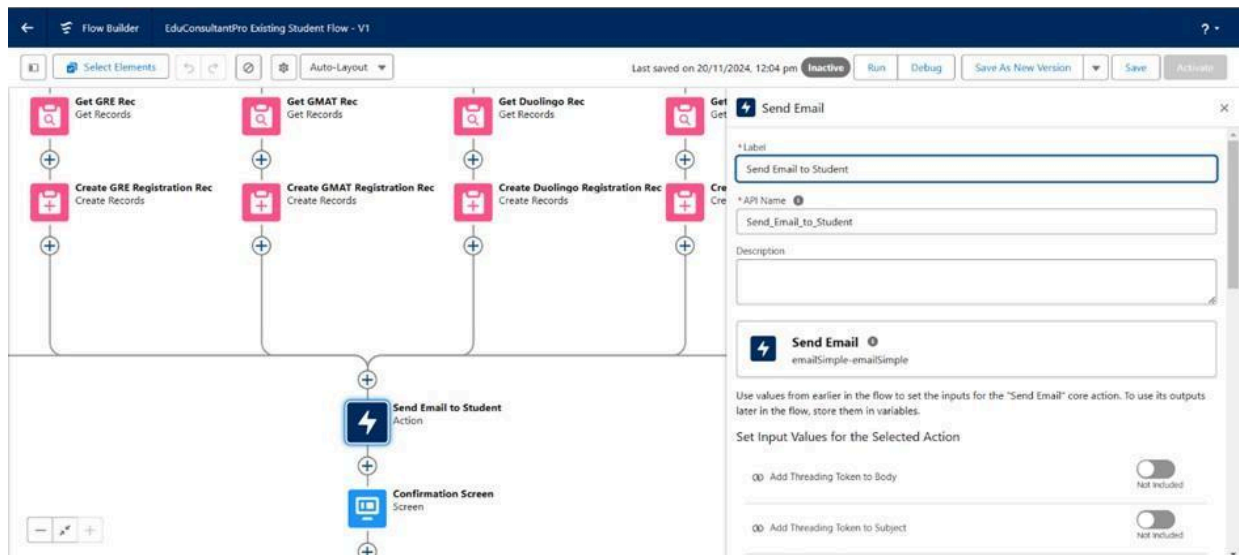 Flow Builder EduConsultantPro Existing Student Flow - V1 ?
Select Elements Auto-Layout Last saved on 20/11/2024, 12:04 pm Inactive Run Debug Save As New Version Save Activate
Get GRE Rec
Get Records
Get GMAT Rec
Get Records
Get Duolingo Rec
Get Records
Get
Get
Create GRE Registration Rec
Create Records
Create GMAT Registration Rec
Create Records
Create Duolingo Registration Rec
Create Records
Cre
Cre
Send Email to Student
Action
Confirmation Screen
Screen
Send Email
*Label
Send Email to Student
*API Name
Send_Email_to_Student
Description
Send Email
emailSimple-emailSimple
Use values from earlier in the flow to set the inputs for the "Send Email" core action. To use its outputs
later in the flow, store them in variables.
Set Input Values for the Selected Action
Add Threading Token to Body
Not Included
Add Threading Token to Subject
Not Included